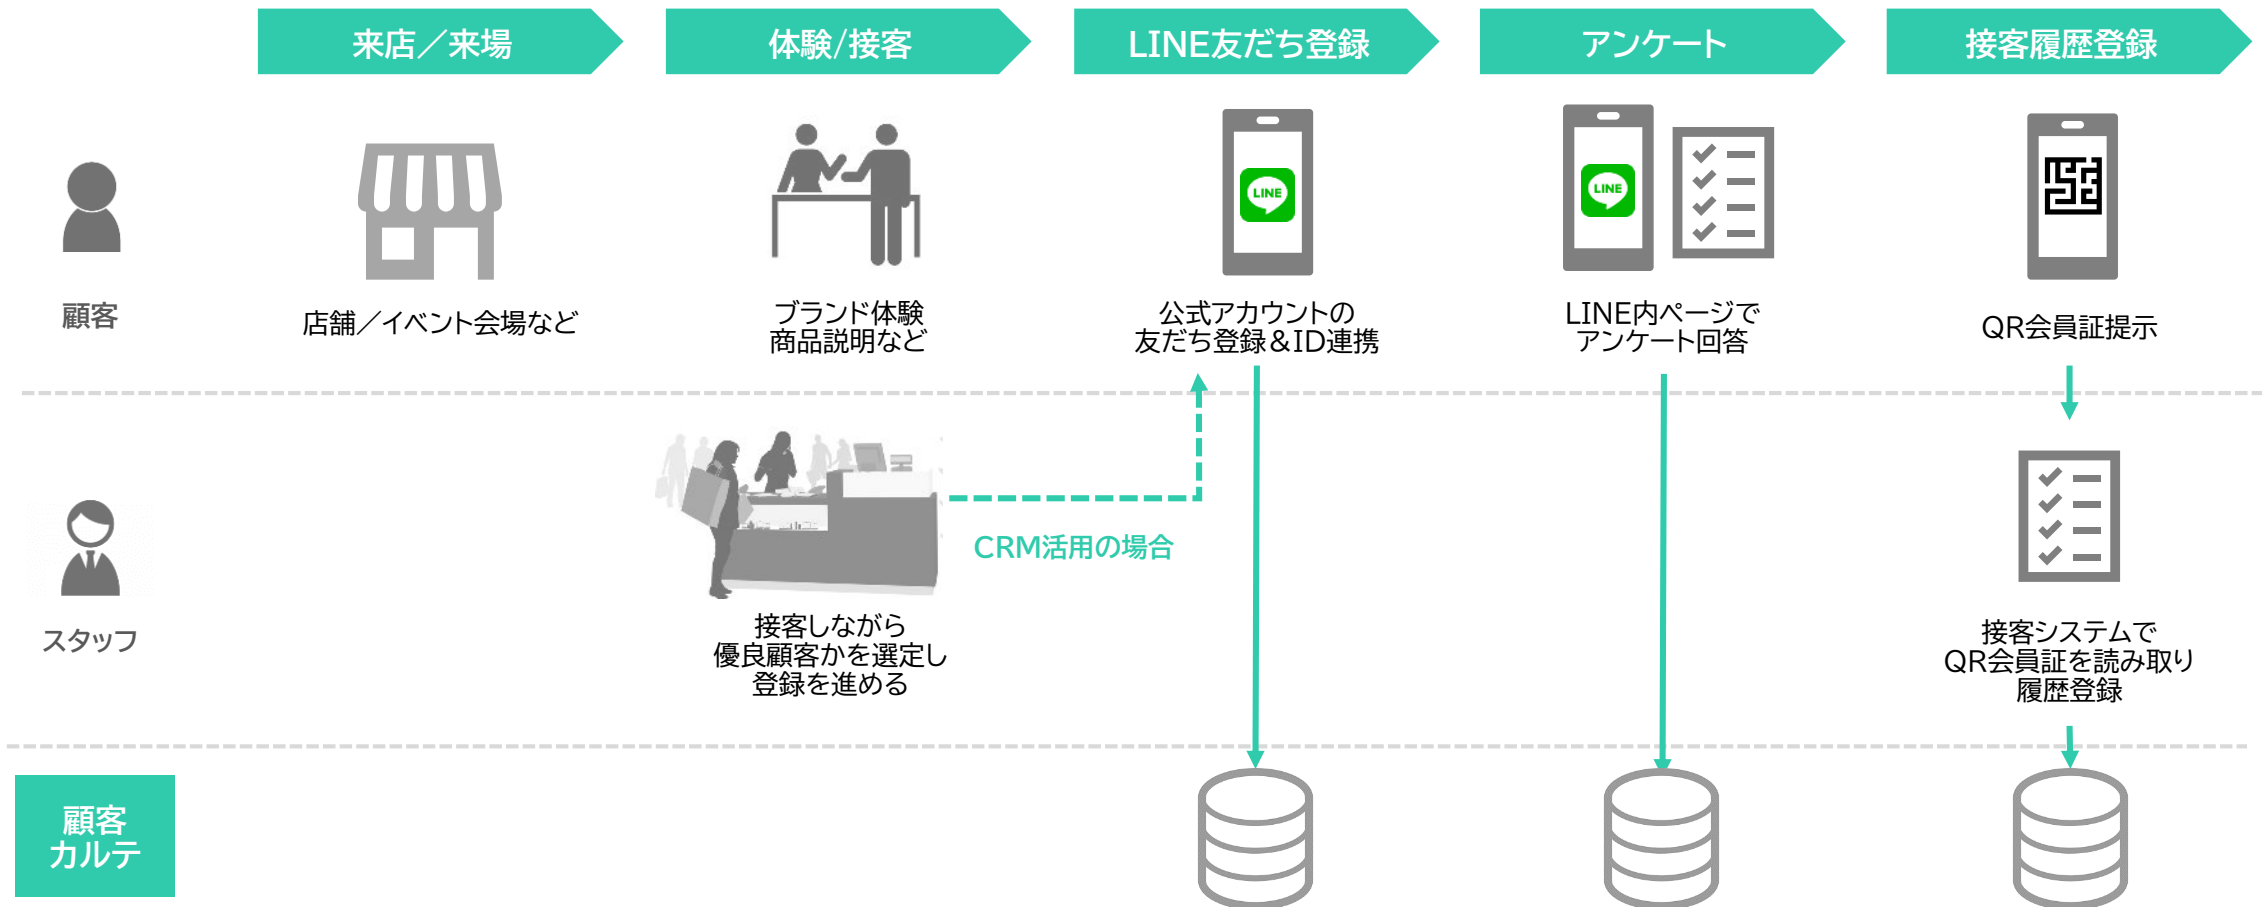 来店／来場
体験/接客
LINE友だち登録
アンケート
接客履歴登録
LINE
LINE
顧客
店舗／イベント会場など
ブランド体験
商品説明など
公式アカウントの
友だち登録＆ID連携
LINE内ページで
アンケート回答
QR会員証提示
スタッフ
接客しながら
優良顧客かを選定し
登録を進める
CRM活用の場合
接客システムで
QR会員証を読み取り
履歴登録
顧客
カルテ